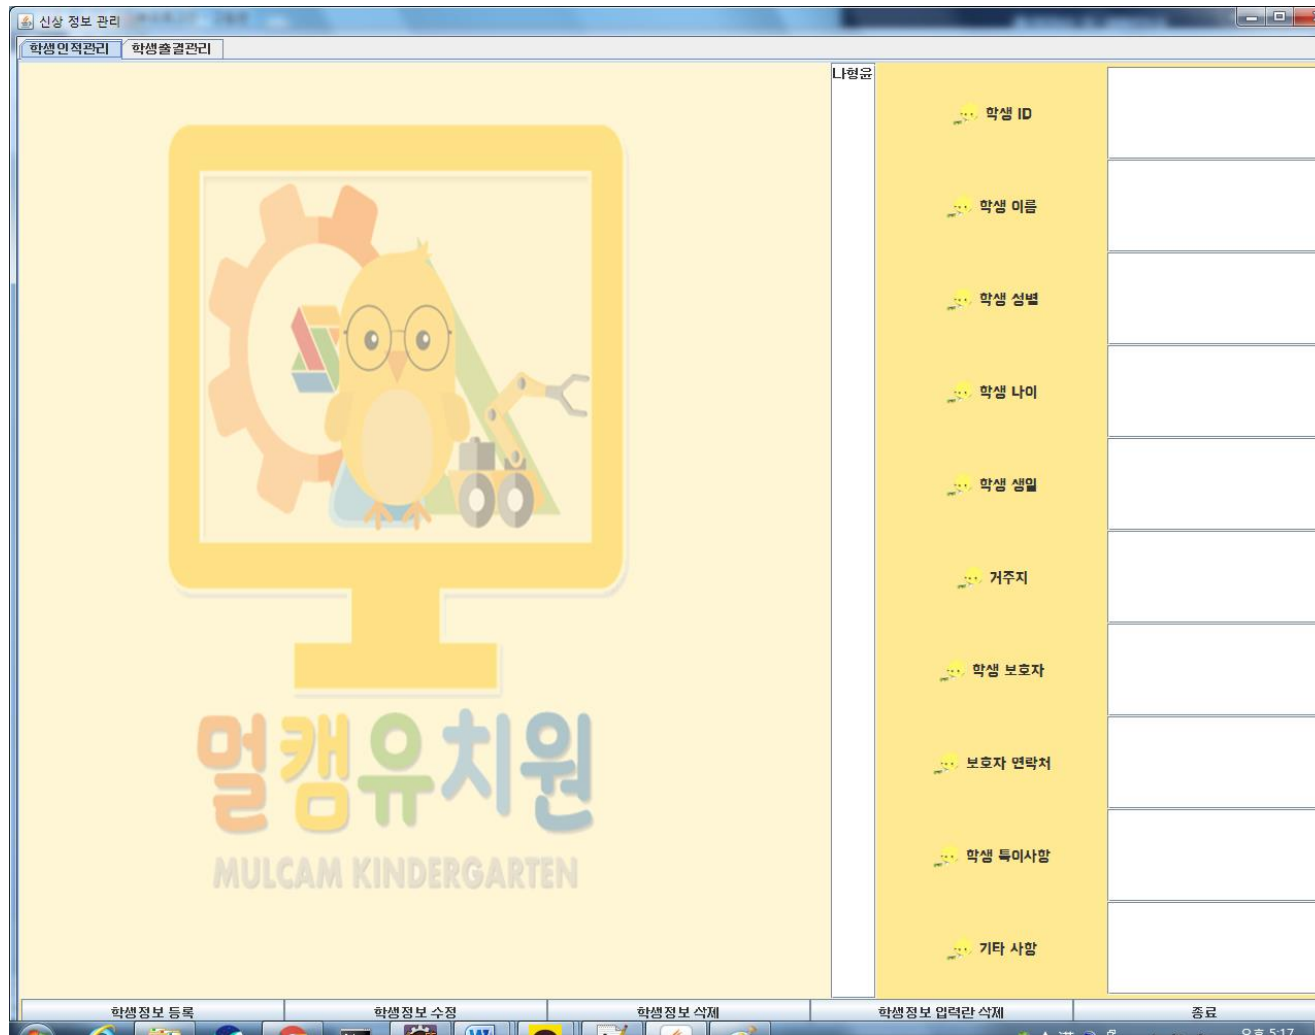 신상 정보 관리
학생인적관리 학생출결관리
나형윤
학생 ID
학생 이름
학생 성별
학생 나이
학생 생일
거주지
학생 보호자
보호자 연락처
학생 특이사항
기타 사항
멀캠유치원
MULCAM KINDERGARTEN
학생정보 등록 학생정보 수정 학생정보 삭제 학생정보 입력란 삭제 종료
오후 5:17